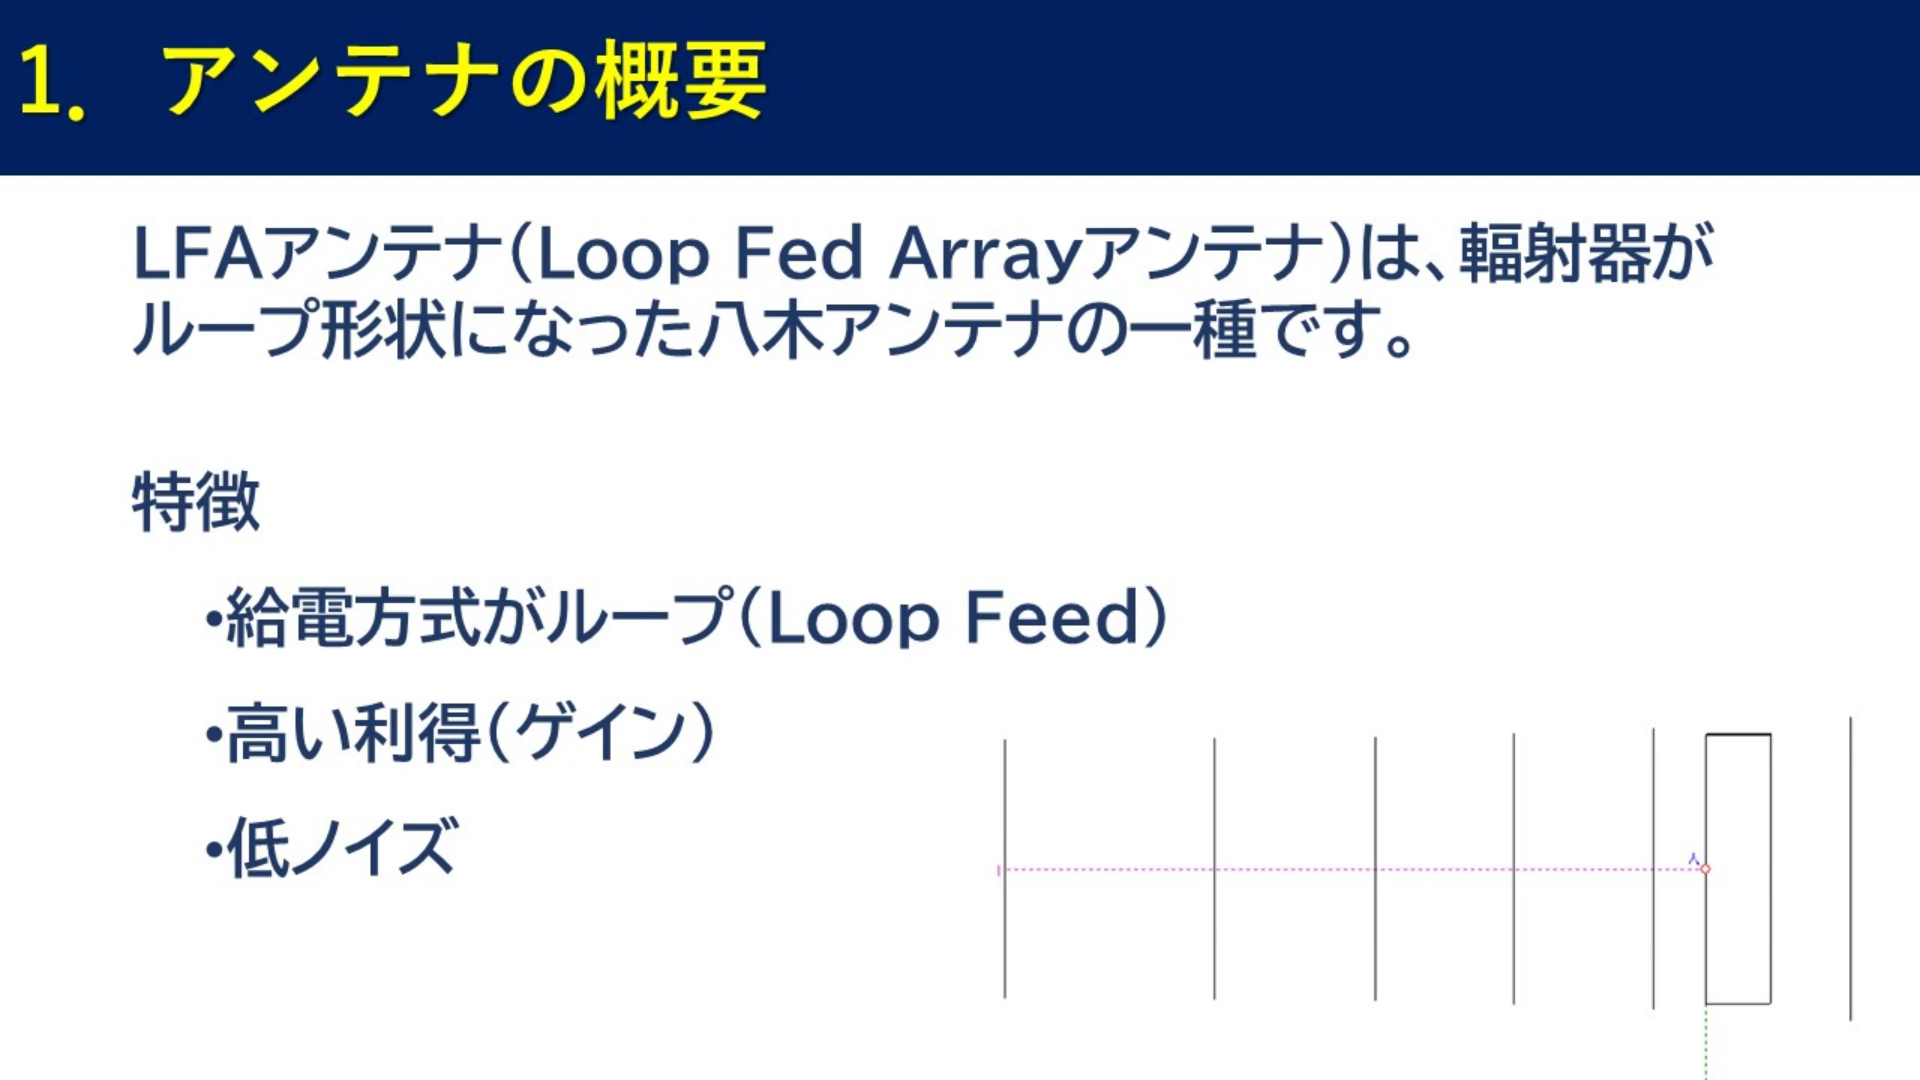 1. アンテナの概要
LFAアンテナ(Loop Fed Arrayアンテナ)は、輻射器が
ループ形状になった八木アンテナの一種です。
特徴
•給電方式がループ(Loop Feed)
•高い利得(ゲイン)
•低ノイズ